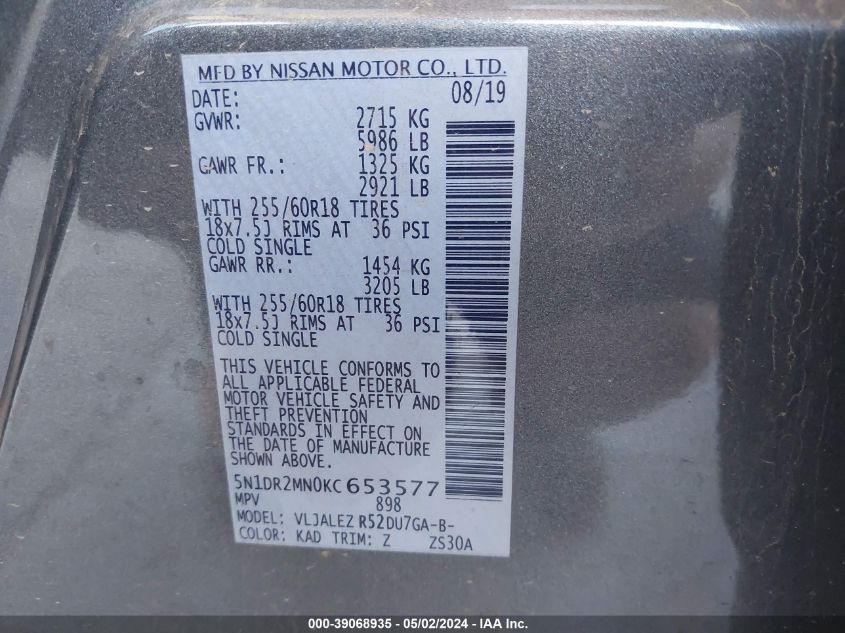 MFD BY NISSAN MOTOR CO., LTD.
DATE: 08/19
GVWR: 2715 KG
5986 LB
GAWR FR.: 1325 KG
2921 LB
WITH 255/60R18 TIRES
18x7.5J RIMS AT 36 PSI
COLD SINGLE
GAWR RR.: 1454 KG
3205 LB
WITH 255/60R18 TIRES
18x7.5J RIMS AT 36 PSI
COLD SINGLE
THIS VEHICLE CONFORMS TO
ALL APPLICABLE FEDERAL
MOTOR VEHICLE SAFETY AND
THEFT PREVENTION
STANDARDS IN EFFECT ON
THE DATE OF MANUFACTURE
SHOWN ABOVE.
5N1DR2MN0KC 653577
MPV 898
MODEL: VLJALEZ R52DU7GA-B-
COLOR: KAD TRIM: Z ZS30A
000-39068935 - 05/02/2024 - IAA Inc.